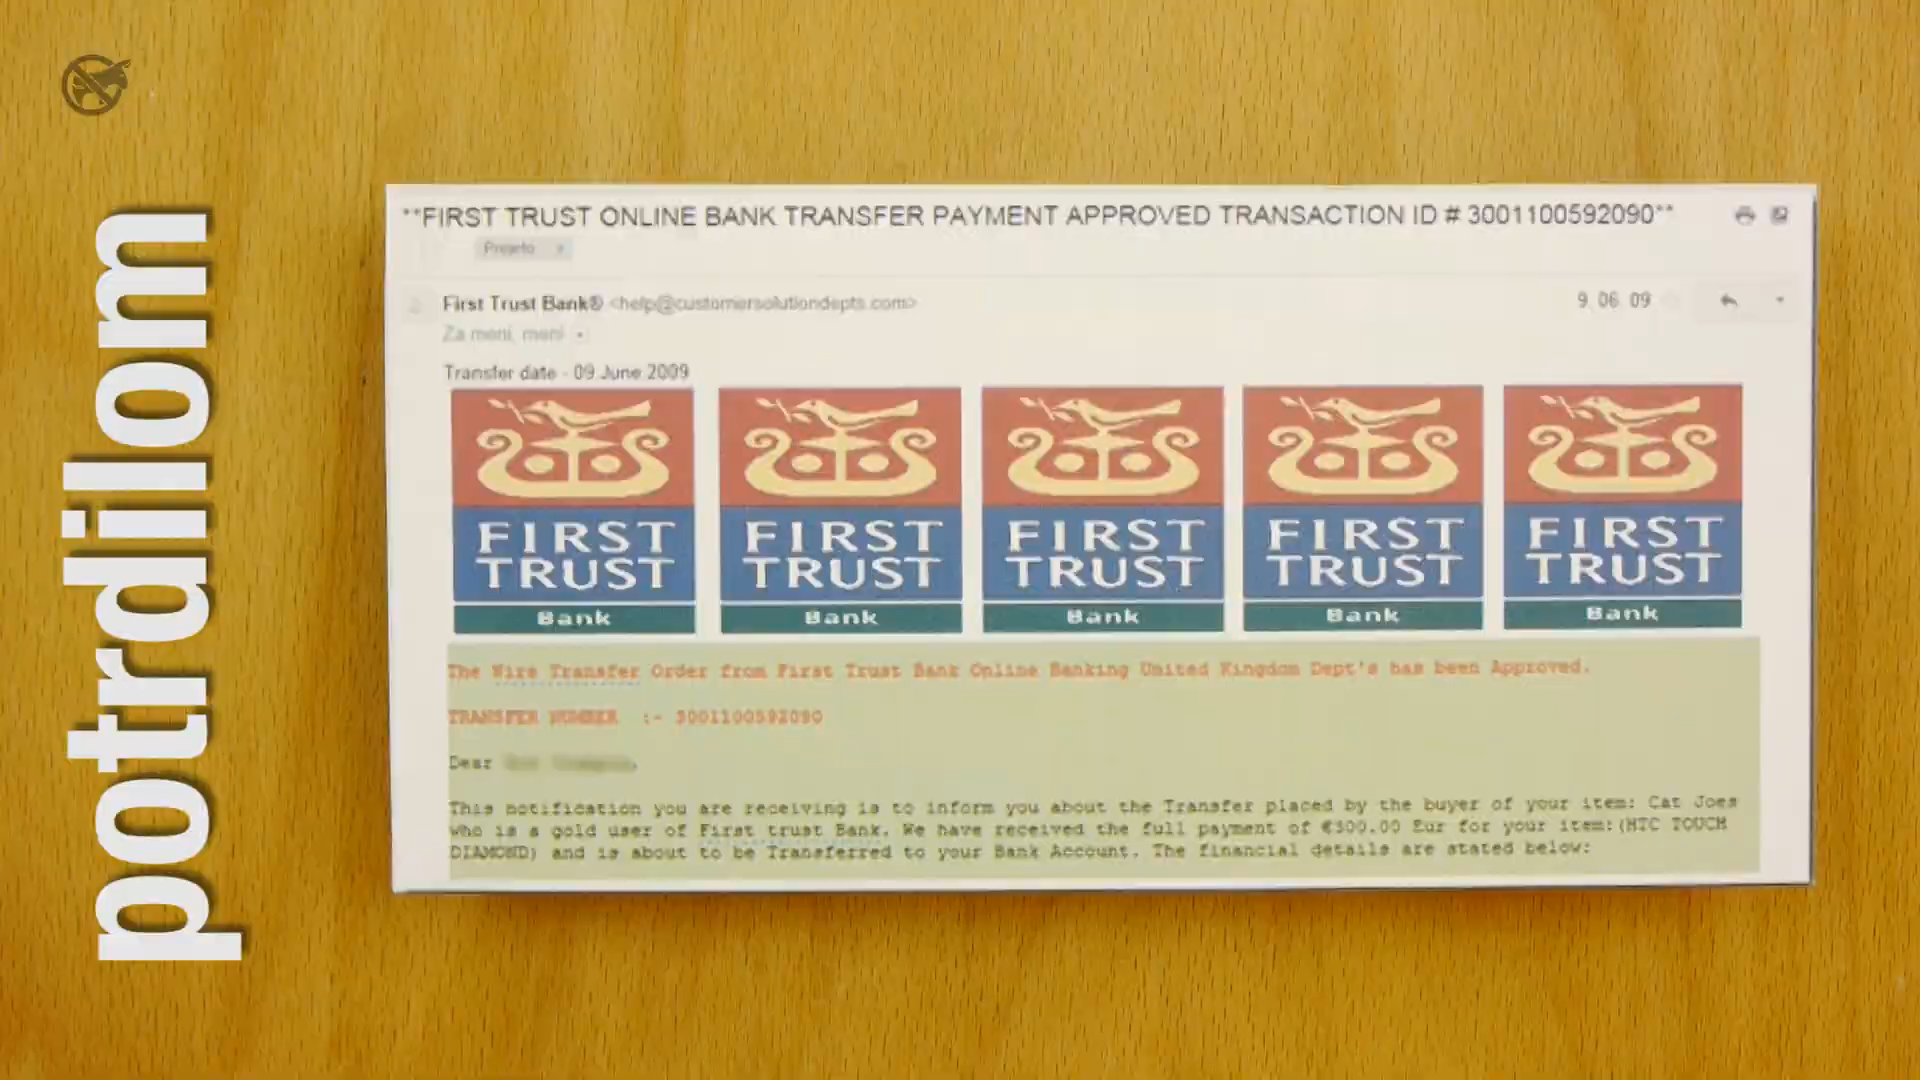 potrdilom
**FIRST TRUST ONLINE BANK TRANSFER PAYMENT APPROVED TRANSACTION ID # 3001100592090**
Prejeto x
First Trust Bank® <help@customersolutiondepts.com>
9. 06. 09
Za meni, meni
Transfer date - 09 June 2009
FIRST TRUST Bank
FIRST TRUST Bank
FIRST TRUST Bank
FIRST TRUST Bank
FIRST TRUST Bank
The Wire Transfer Order from First Trust Bank Online Banking United Kingdom Dept's has been Approved.
TRANSFER NUMBER :- 3001100592090
Dear
This notification you are receiving is to inform you about the Transfer placed by the buyer of your item: Cat Joes
who is a gold user of First trust Bank. We have received the full payment of €500.00 Eur for your item:(HTC TOUCH
DIAMOND) and is about to be Transferred to your Bank Account. The financial details are stated below: